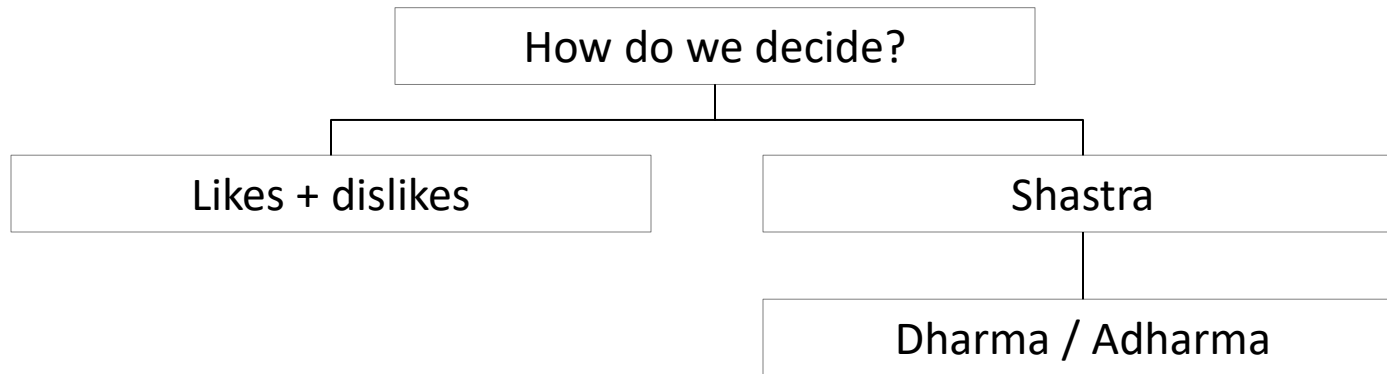 How do we decide?
Likes + dislikes
Shastra
Dharma / Adharma